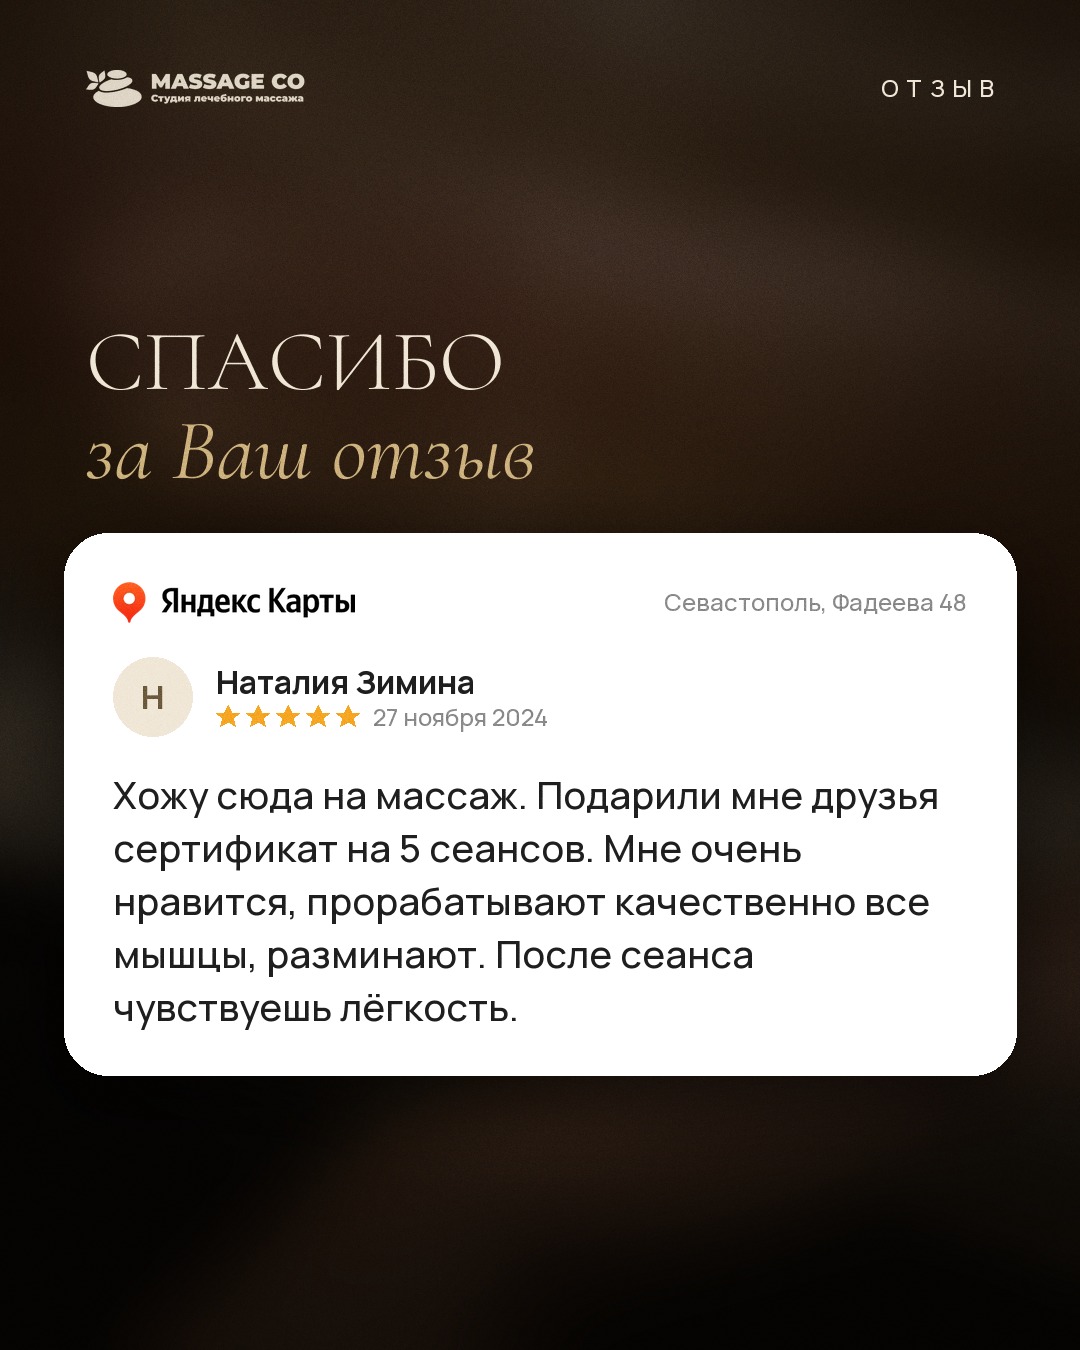 MASSAGE CO
Студия лечебного массажа
ОТЗЫВ
СПАСИБО
за Ваш отзыв
Яндекс Карты
Севастополь, Фадеева 48
Н
Наталия Зимина
27 ноября 2024
Хожу сюда на массаж. Подарили мне друзья
сертификат на 5 сеансов. Мне очень
нравится, прорабатывают качественно все
мышцы, разминают. После сеанса
чувствуешь лёгкость.